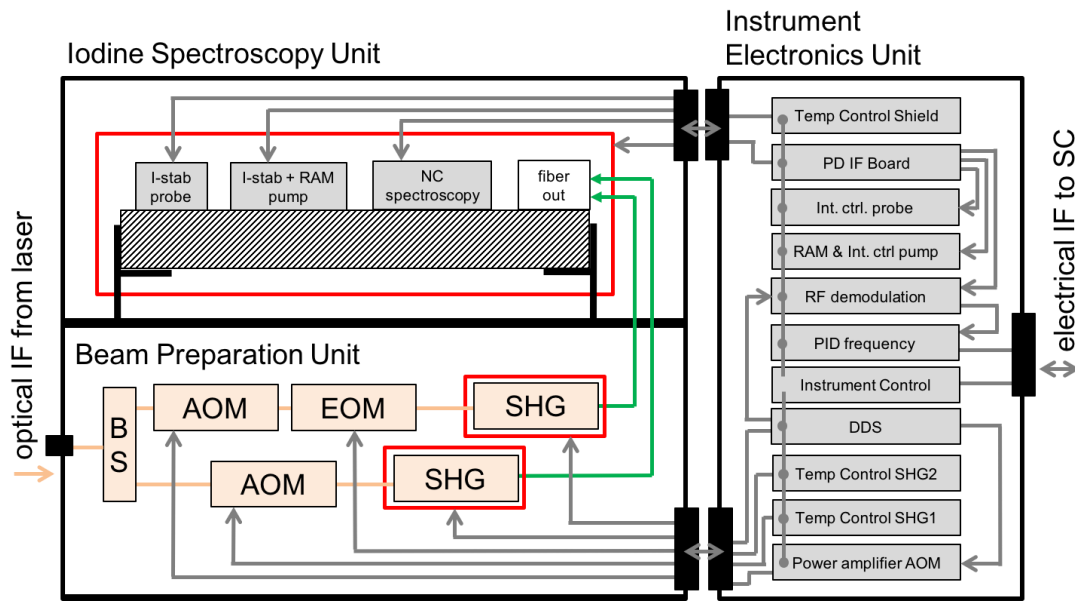 Iodine Spectroscopy Unit
Instrument
Electronics Unit
I-stab
probe
I-stab + RAM
pump
NC
spectroscopy
fiber
out
Temp Control Shield
PD IF Board
Int. ctrl. probe
RAM & Int. ctrl pump
RF demodulation
PID frequency
Instrument Control
DDS
Temp Control SHG2
Temp Control SHG1
Power amplifier AOM
optical IF from laser
electrical IF to SC
Beam Preparation Unit
B
S
AOM
EOM
SHG
AOM
SHG